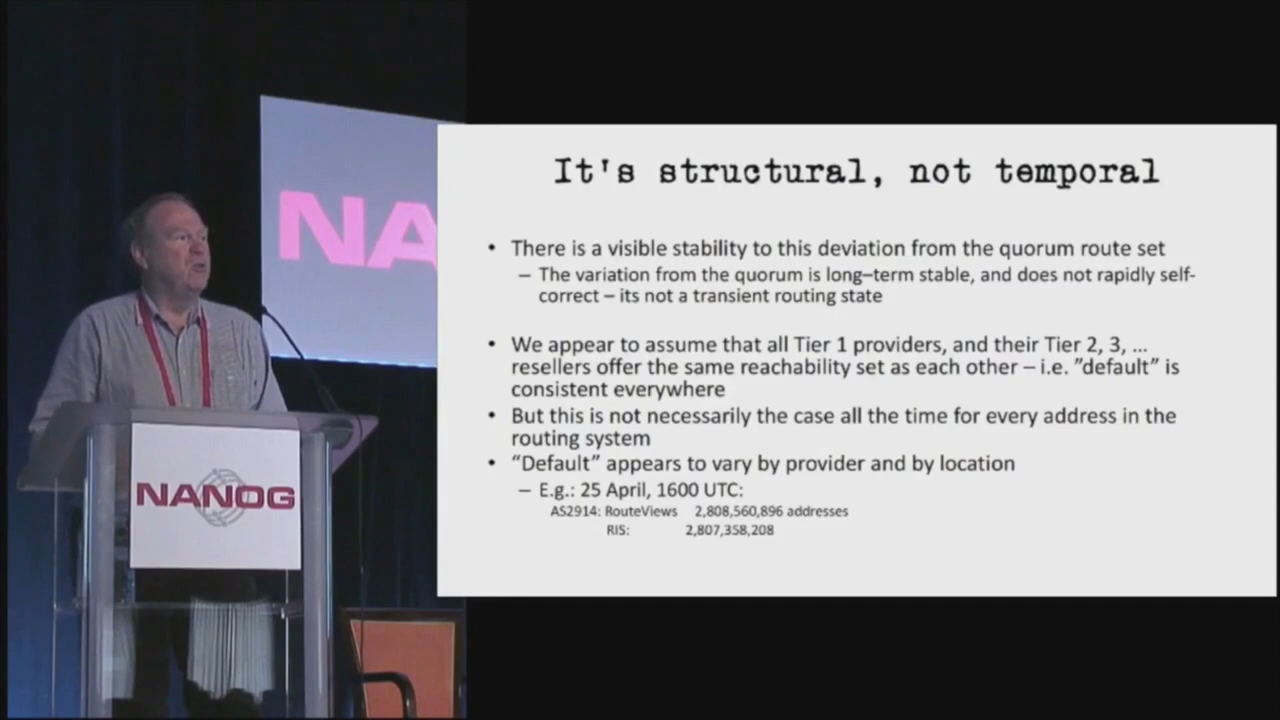 NA
NANOG
It's structural, not temporal
• There is a visible stability to this deviation from the quorum route set
– The variation from the quorum is long–term stable, and does not rapidly self-
correct – its not a transient routing state
• We appear to assume that all Tier 1 providers, and their Tier 2, 3, …
resellers offer the same reachability set as each other – i.e. ”default” is
consistent everywhere
• But this is not necessarily the case all the time for every address in the
routing system
• “Default” appears to vary by provider and by location
– E.g.: 25 April, 1600 UTC:
AS2914: RouteViews 2,808,560,896 addresses
RIS: 2,807,358,208